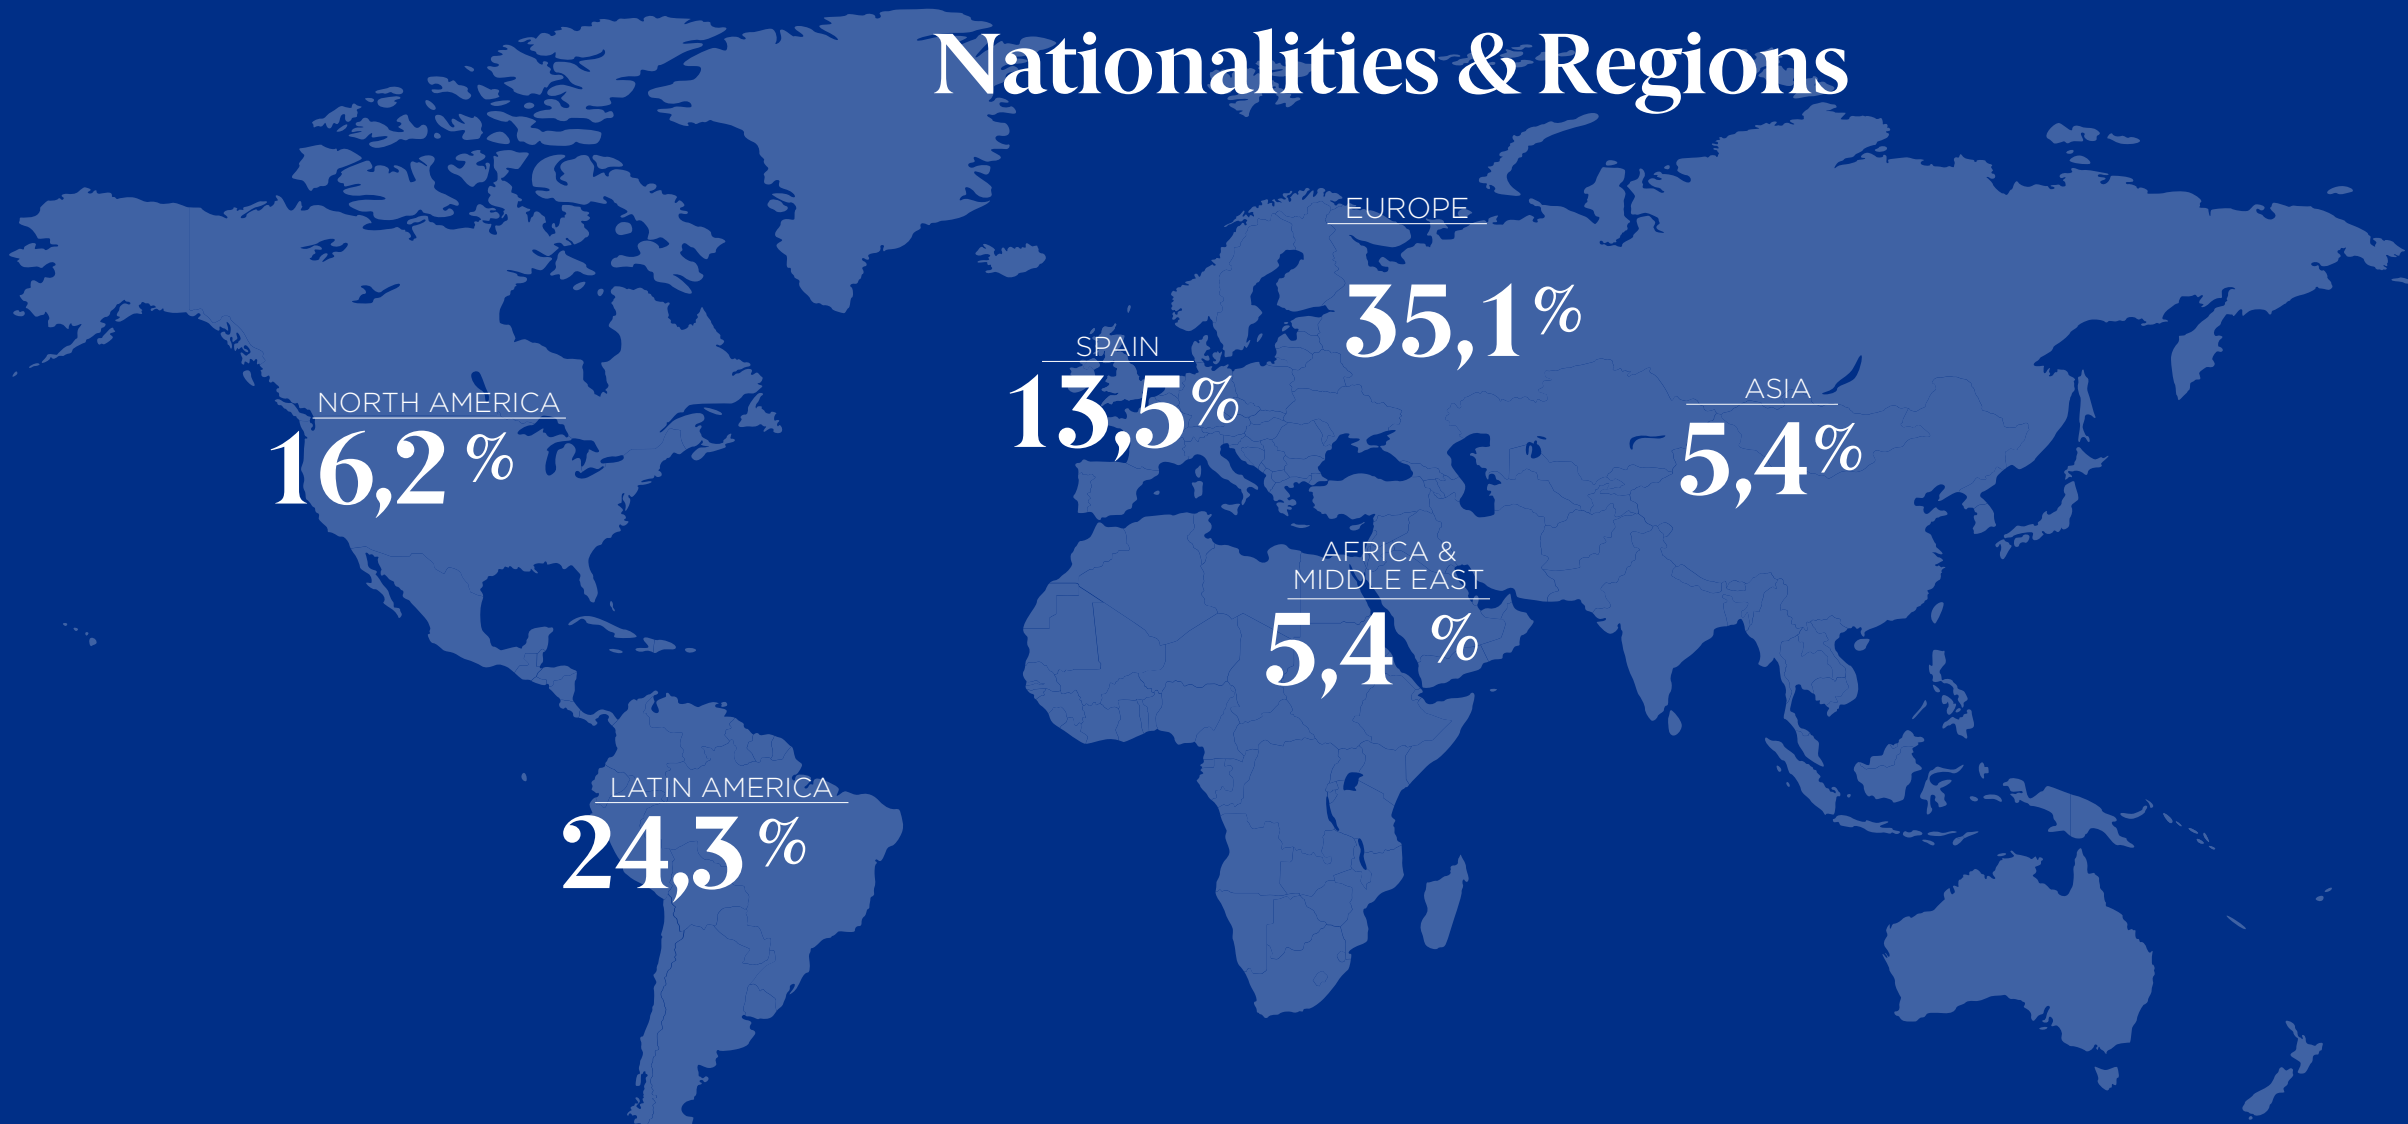 Nationalities & Regions
EUROPE
35,1%
SPAIN
13,5%
ASIA
5,4%
NORTH AMERICA
16,2 %
AFRICA &
MIDDLE EAST
5,4 %
LATIN AMERICA
24,3 %